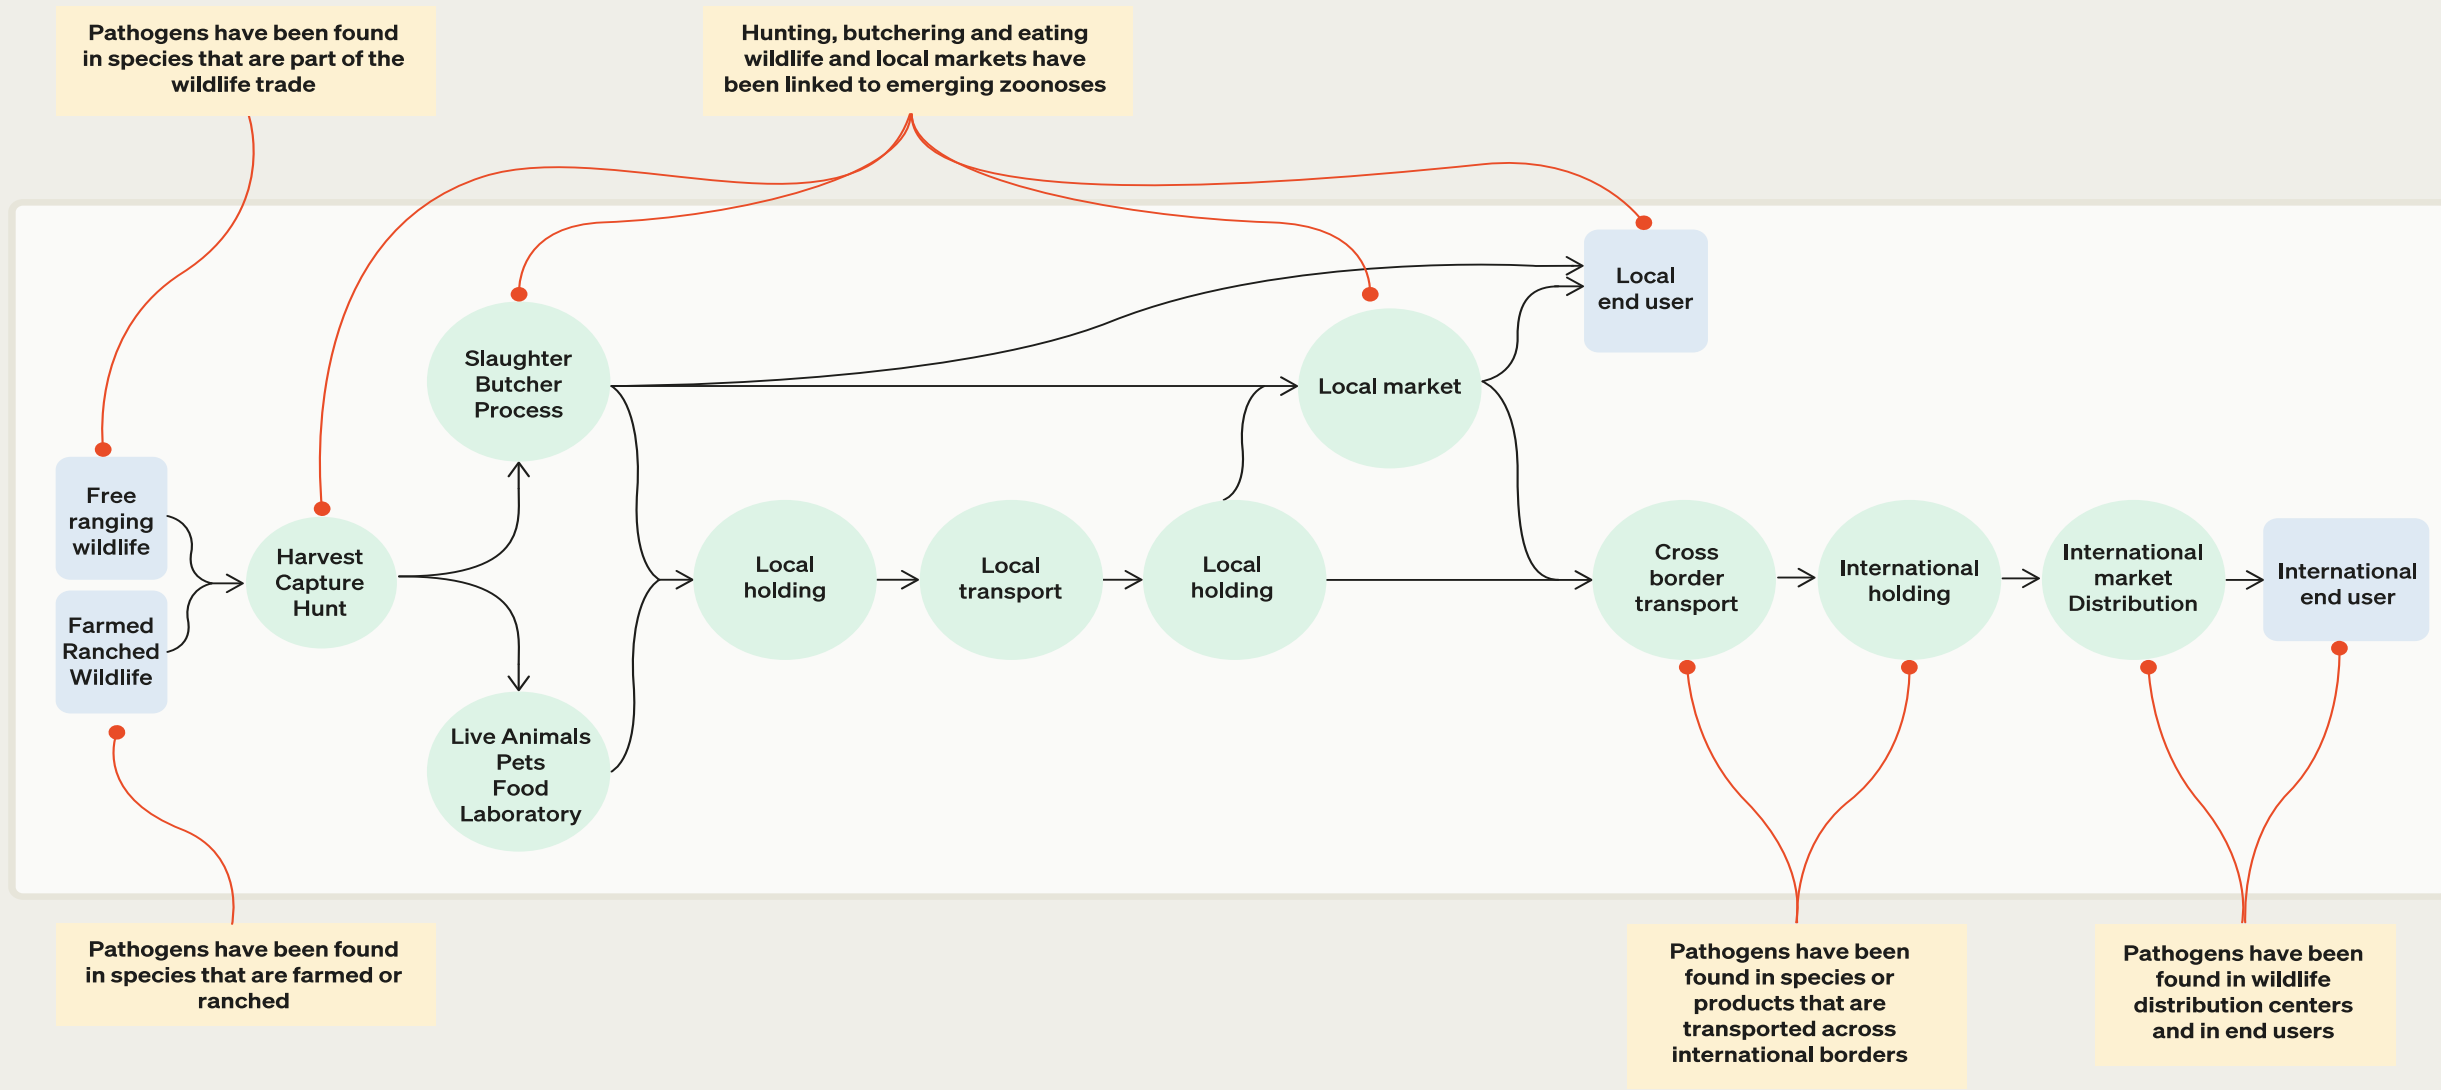 Pathogens have been found
in species that are part of the
wildlife trade
Hunting, butchering and eating
wildlife and local markets have
been linked to emerging zoonoses
Local
end user
Slaughter
Butcher
Process
Local market
Free
ranging
wildlife
Farmed
Ranched
Wildlife
Harvest
Capture
Hunt
Local
holding
Local
transport
Local
holding
Cross
border
transport
International
holding
International
market
Distribution
International
end user
Live Animals
Pets
Food
Laboratory
Pathogens have been found
in species that are farmed or
ranched
Pathogens have been
found in species or
products that are
transported across
international borders
Pathogens have been
found in wildlife
distribution centers
and in end users